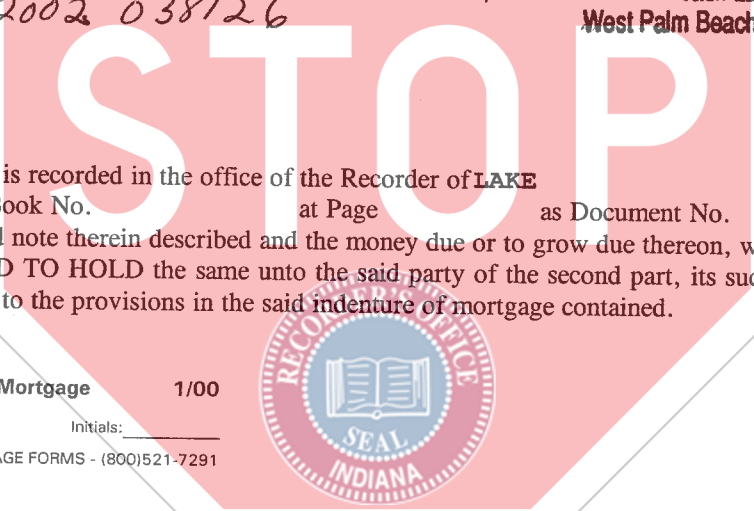 2002 038126
West Palm Beach
STOP
is recorded in the office of the Recorder of LAKE
ook No. at Page as Document No.
note therein described and the money due or to grow due thereon, w
D TO HOLD the same unto the said party of the second part, its suc
to the provisions in the said indenture of mortgage contained.
RECORDER OFFICE
SEAL
INDIANA
Mortgage 1/00
Initials:
GE FORMS - (800)521-7291